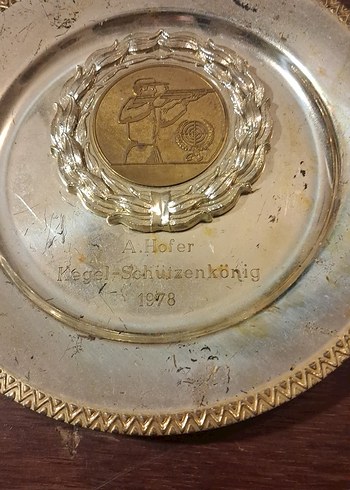 A. Hofer
Kegel-Schützenkönig
1978